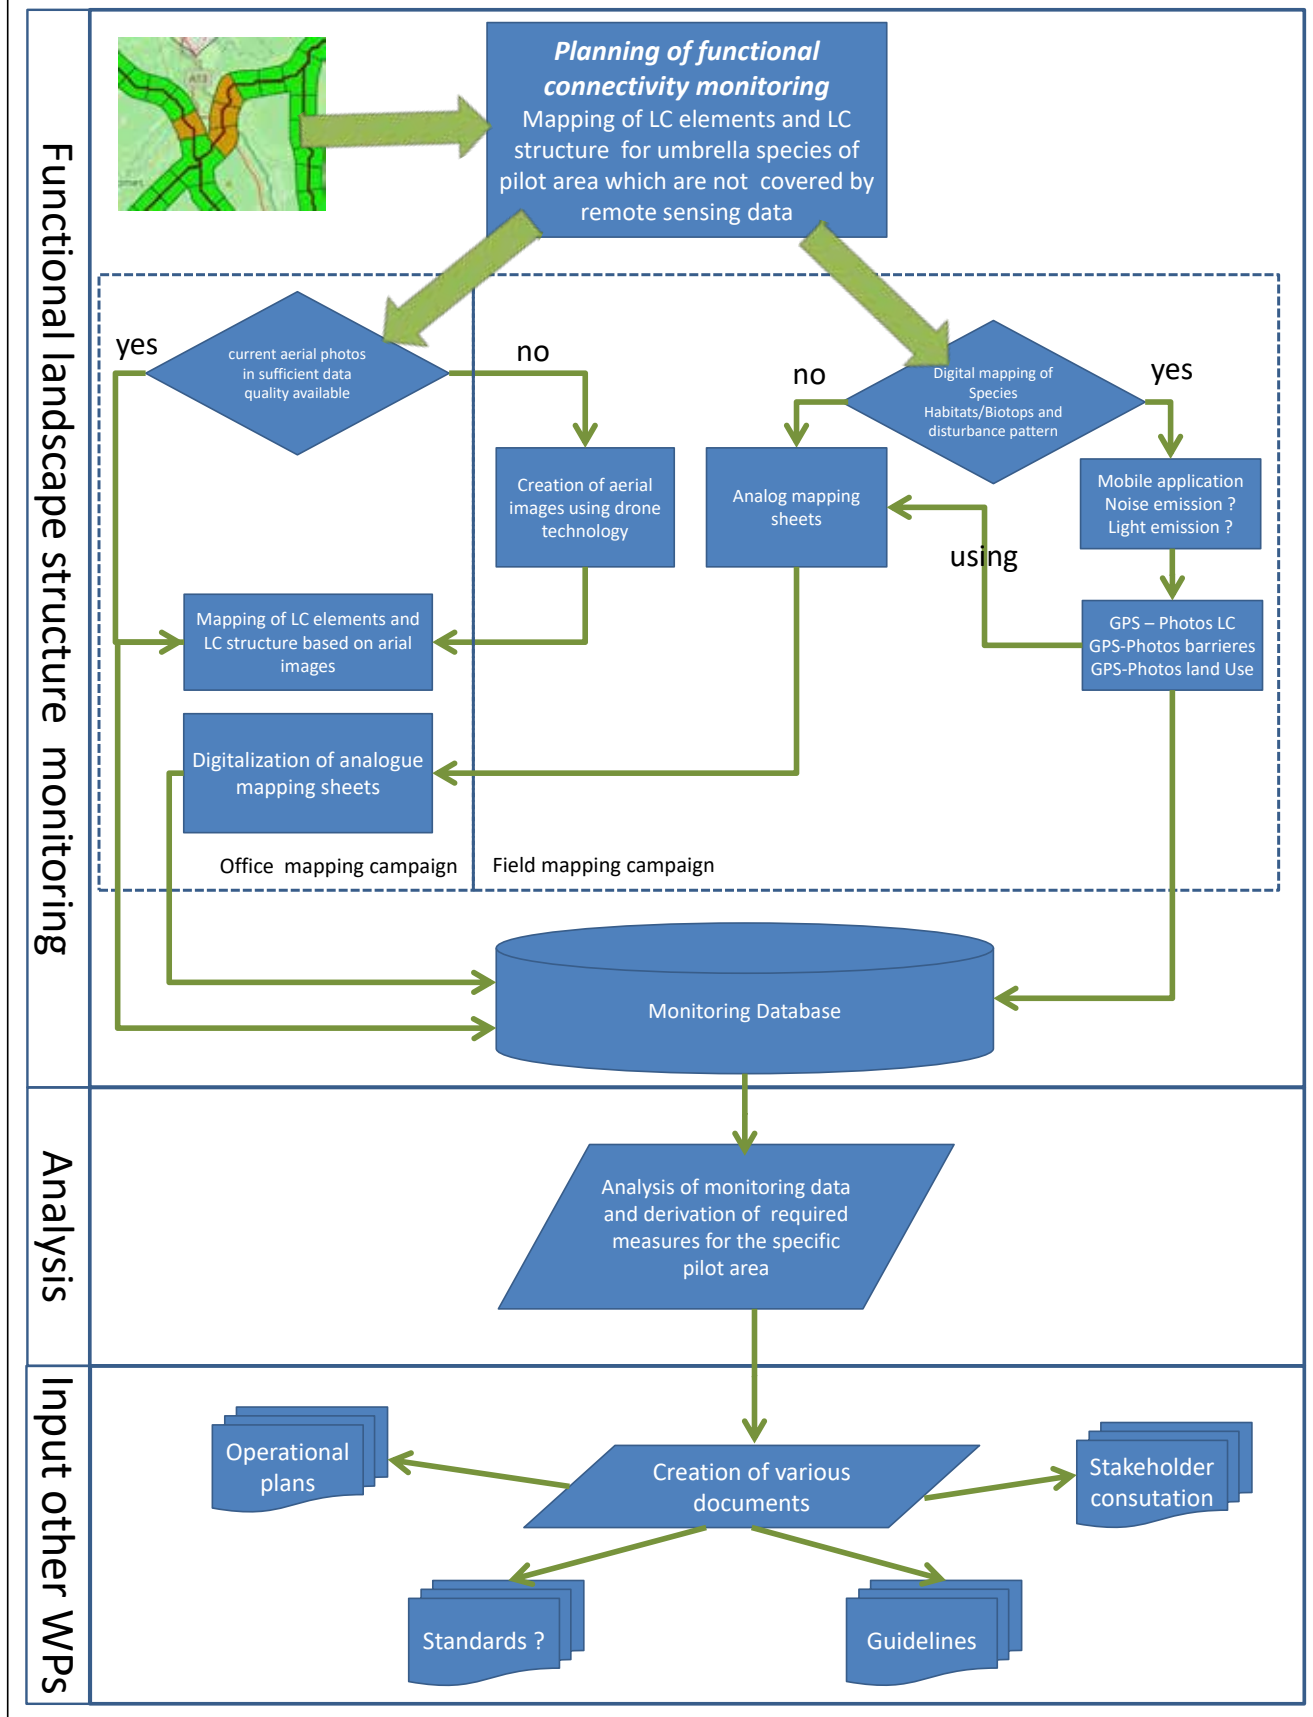 Functional landscape structure monitoring
Planning of functional
connectivity monitoring
Mapping of LC elements and LC
structure for umbrella species of
pilot area which are not covered by
remote sensing data
A13
yes
current aerial photos
in sufficient data
quality available
no
no
Digital mapping of
Species
Habitats/Biotops and
disturbance pattern
yes
Creation of aerial
images using drone
technology
Analog mapping
sheets
Mobile application
Noise emission ?
Light emission ?
using
Mapping of LC elements and
LC structure based on arial
images
GPS – Photos LC
GPS-Photos barrieres
GPS-Photos land Use
Digitalization of analogue
mapping sheets
Office mapping campaign
Field mapping campaign
Monitoring Database
Analysis
Analysis of monitoring data
and derivation of required
measures for the specific
pilot area
Input other WPs
Operational
plans
Creation of various
documents
Stakeholder
consutation
Standards ?
Guidelines